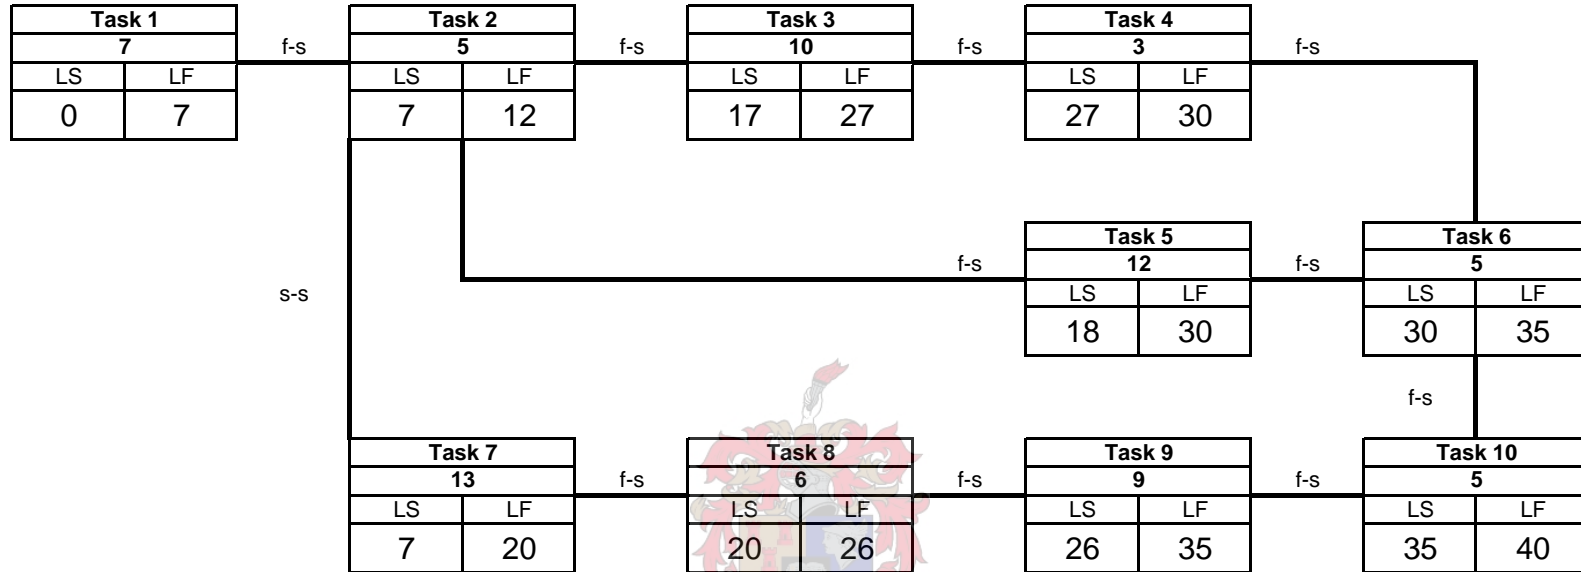 Task 1 Task 2 Task 3 Task 4
7 f-s 5 f-s 10 f-s 3 f-s
LS LF LS LF LS LF LS LF
0 7 7 12 17 27 27 30
Task 5 Task 6
f-s 12 f-s 5
s-s LS LF LS LF
18 30 30 35
f-s
Task 7 Task 8 Task 9 Task 10
13 f-s 6 f-s 9 f-s 5
LS LF LS LF LS LF LS LF
7 20 20 26 26 35 35 40